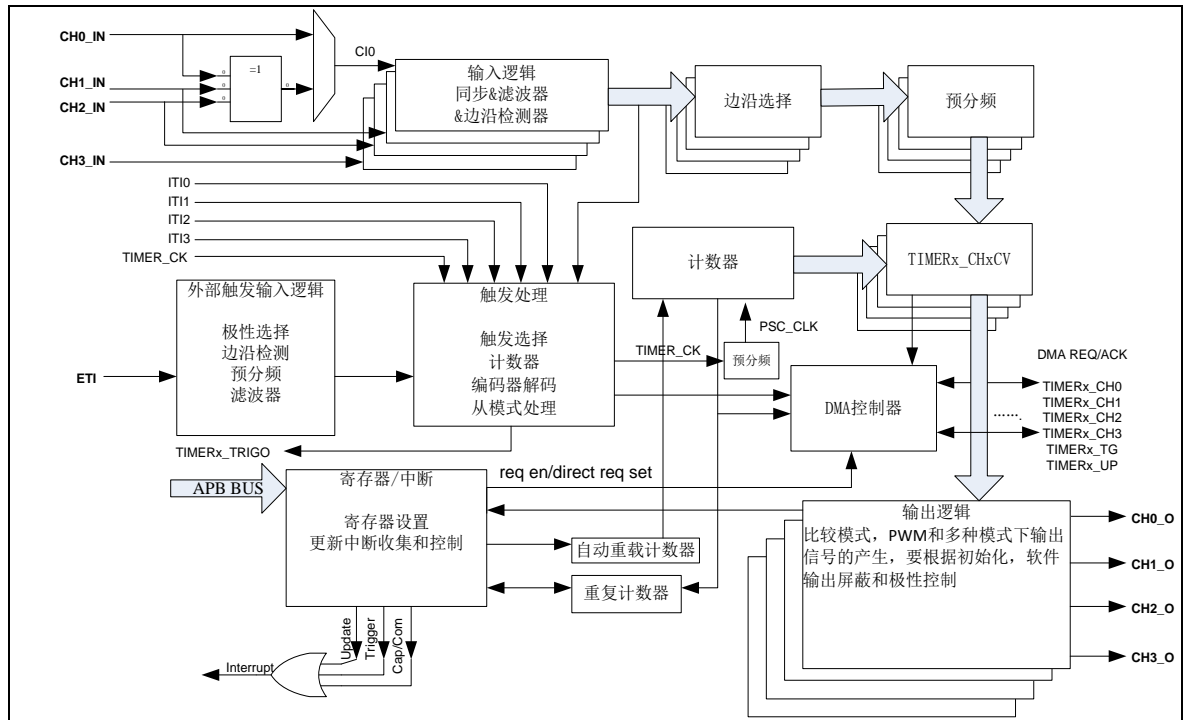 CH0_IN
CH1_IN
CH2_IN
CH3_IN
=1
CI0
输入逻辑
同步&滤波器
&边沿检测器
边沿选择
预分频
ITI0
ITI1
ITI2
ITI3
TIMER_CK
外部触发输入逻辑
极性选择
边沿检测
预分频
滤波器
ETI
触发处理
触发选择
计数器
编码器解码
从模式处理
TIMERx_TRIGO
TIMER_CK
计数器
PSC_CLK
预分频
TIMERx_CHxCV
DMA控制器
DMA REQ/ACK
TIMERx_CH0
TIMERx_CH1
TIMERx_CH2
TIMERx_CH3
TIMERx_TG
TIMERx_UP
…….
APB BUS
寄存器/中断
寄存器设置
更新中断收集和控制
req en/direct req set
自动重载计数器
重复计数器
输出逻辑
比较模式，PWM和多种模式下输出
信号的产生，要根据初始化，软件
输出屏蔽和极性控制
CH0_O
CH1_O
CH2_O
CH3_O
Update
Trigger
Cap/Com
Interrupt